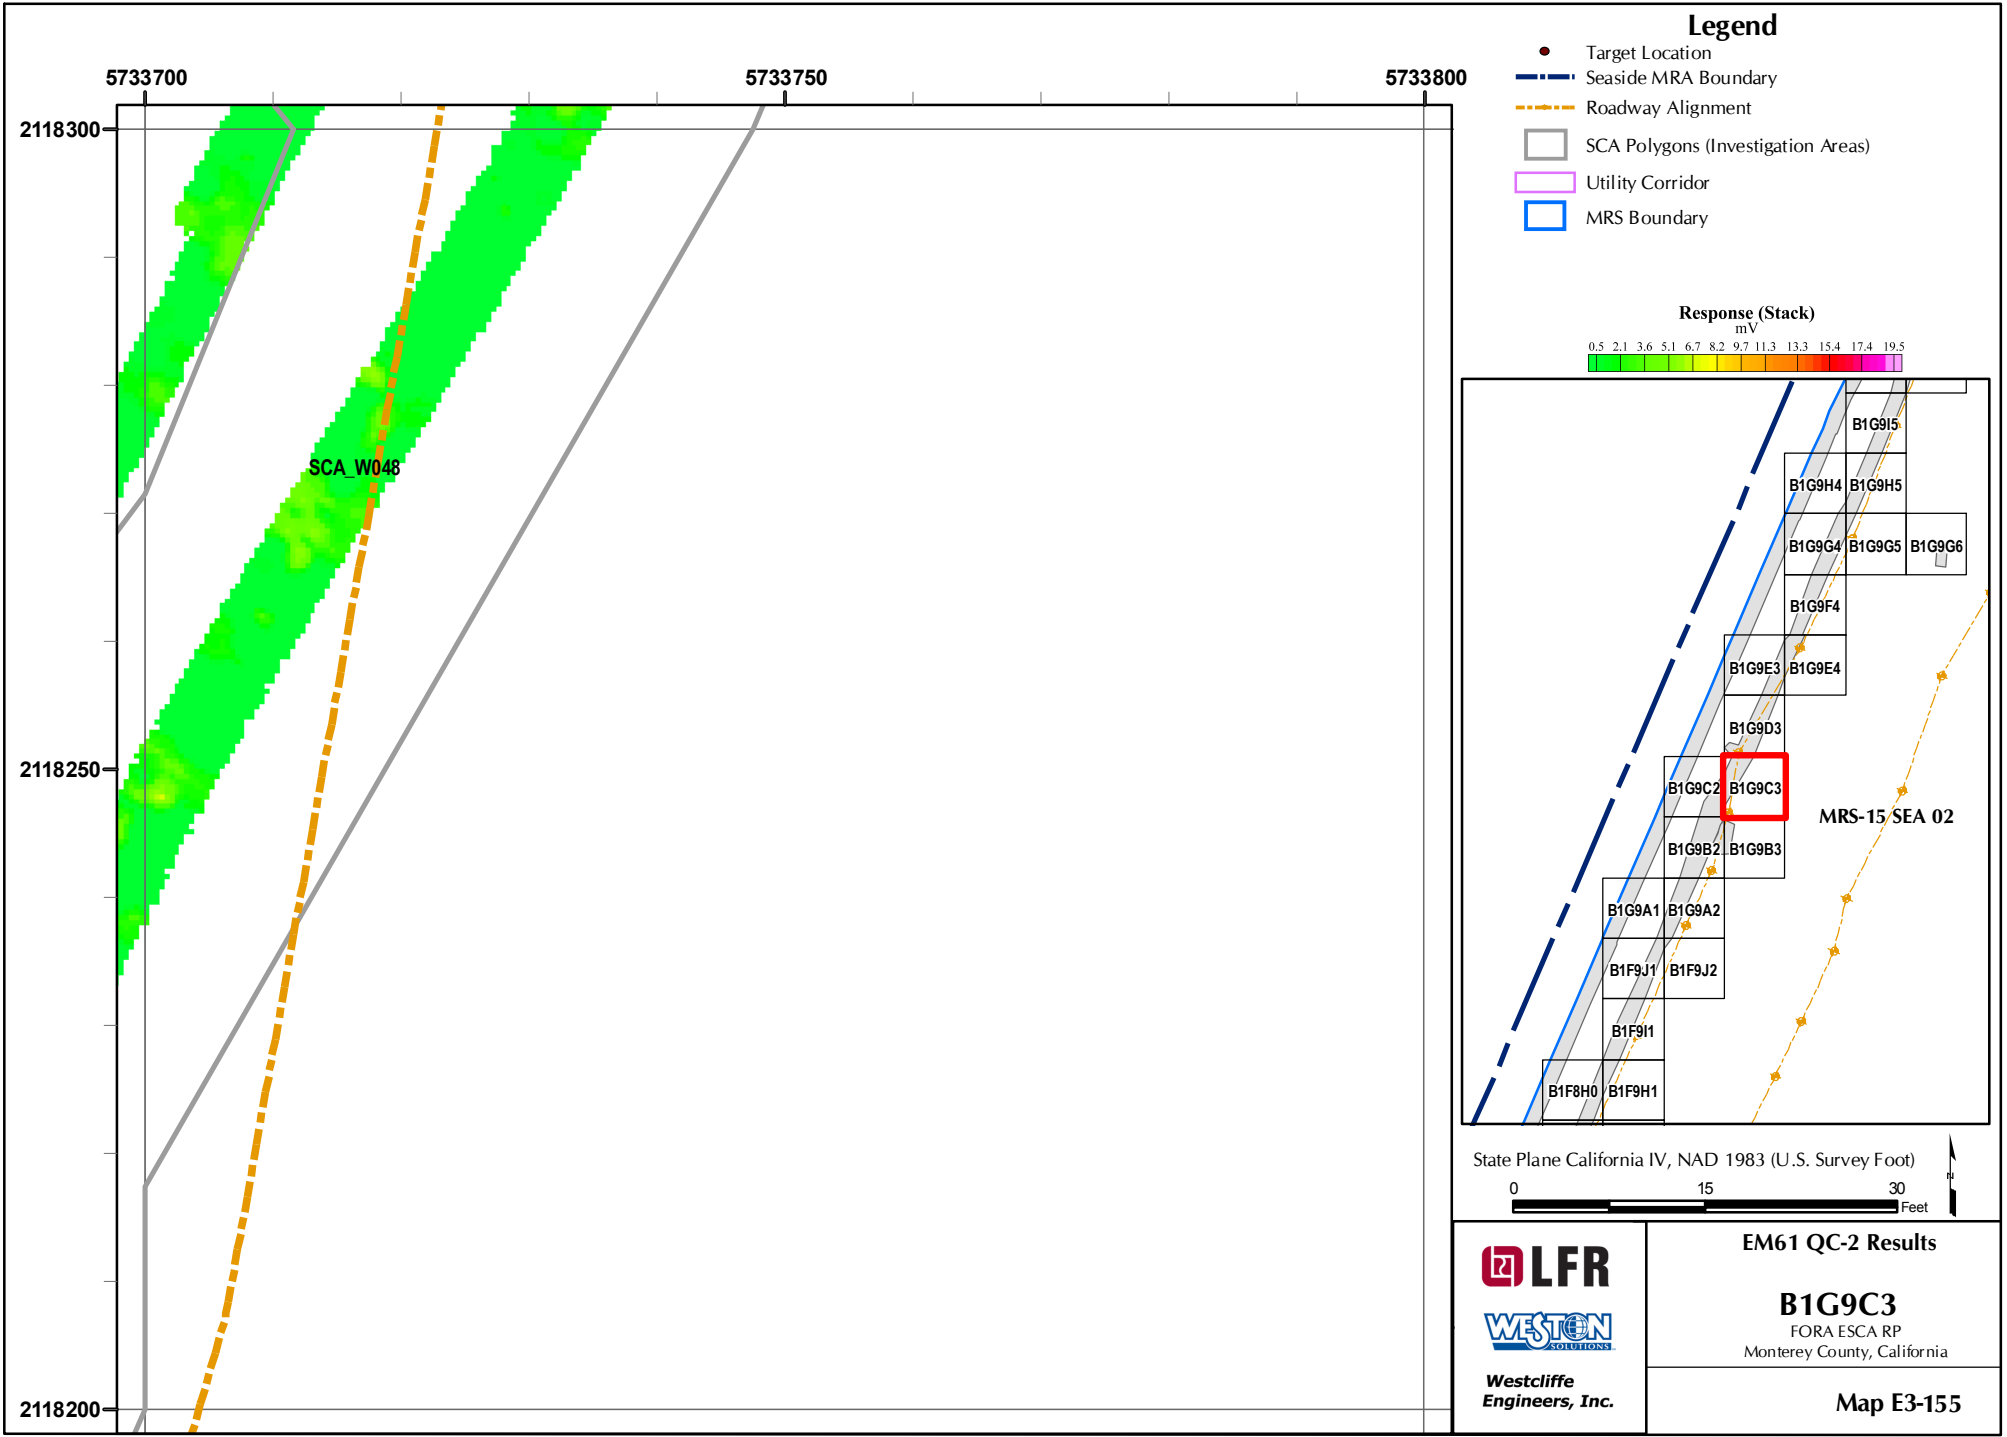 5733700
5733750
5733800
2118300
2118250
2118200
SCA_W048
Legend
Target Location
Seaside MRA Boundary
Roadway Alignment
SCA Polygons (Investigation Areas)
Utility Corridor
MRS Boundary
Response (Stack)
mV
0.5 2.1 3.6 5.1 6.7 8.2 9.7 11.3 13.3 15.4 17.4 19.5
B1G9I5
B1G9H4 B1G9H5
B1G9G4 B1G9G5 B1G9G6
B1G9F4
B1G9E3 B1G9E4
B1G9D3
B1G9C2 B1G9C3
MRS-15 SEA 02
B1G9B2 B1G9B3
B1G9A1 B1G9A2
B1F9J1 B1F9J2
B1F9I1
B1F8H0 B1F9H1
State Plane California IV, NAD 1983 (U.S. Survey Foot)
0 15 30
Feet
N
LFR
WESTON
SOLUTIONS
Westcliffe
Engineers, Inc.
EM61 QC-2 Results
B1G9C3
FORA ESCA RP
Monterey County, California
Map E3-155